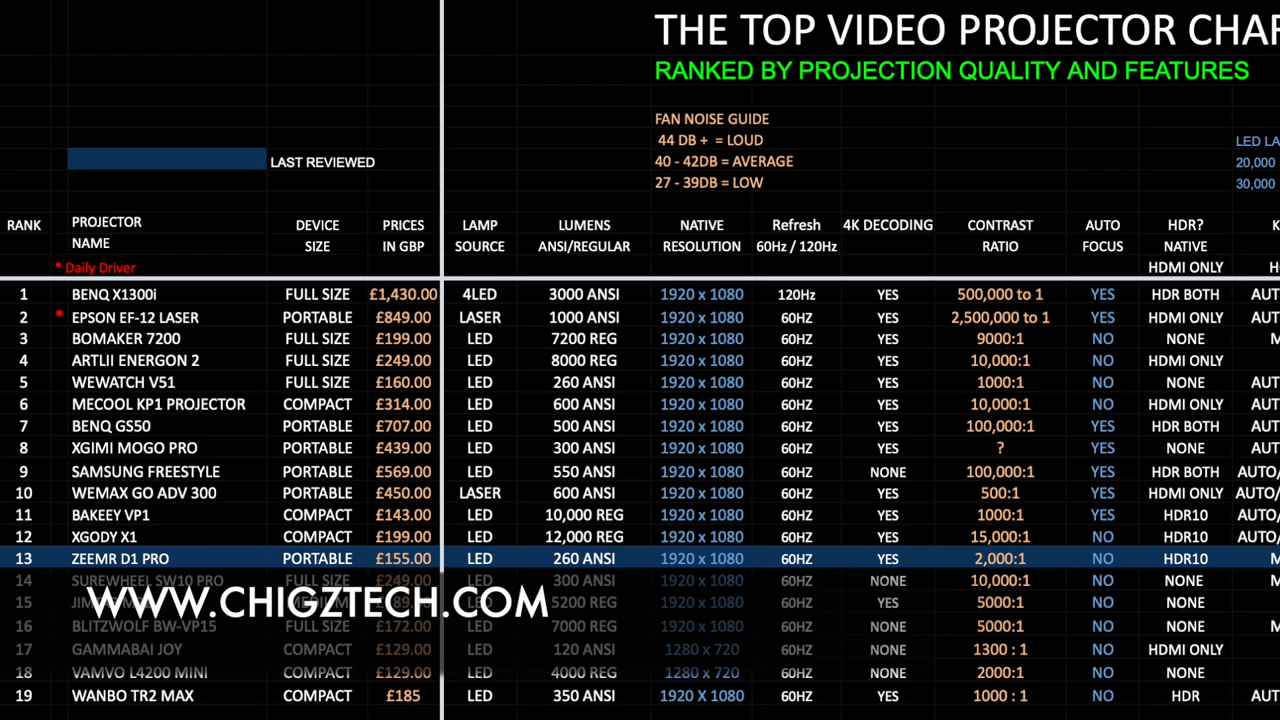 THE TOP VIDEO PROJECTOR CHAR
RANKED BY PROJECTION QUALITY AND FEATURES
FAN NOISE GUIDE
44 DB + = LOUD
LED LA
LAST REVIEWED
40 - 42DB = AVERAGE
20,000
27 - 39DB = LOW
30,000
RANK PROJECTOR DEVICE PRICES LAMP LUMENS NATIVE Refresh 4K DECODING CONTRAST AUTO HDR? K
NAME SIZE IN GBP SOURCE ANSI/REGULAR RESOLUTION 60Hz / 120Hz RATIO FOCUS NATIVE
* Daily Driver HDMI ONLY
1 BENQ X1300i FULL SIZE £1,430.00 4LED 3000 ANSI 1920 x 1080 120Hz YES 500,000 to 1 YES HDR BOTH AUT
2 * EPSON EF-12 LASER PORTABLE £849.00 LASER 1000 ANSI 1920 x 1080 60HZ YES 2,500,000 to 1 YES HDMI ONLY AUT
3 BOMAKER 7200 FULL SIZE £199.00 LED 7200 REG 1920 x 1080 60HZ YES 9000:1 NO NONE M
4 ARTLII ENERGON 2 FULL SIZE £249.00 LED 8000 REG 1920 x 1080 60HZ YES 10,000:1 NO HDMI ONLY
5 WEWATCH V51 FULL SIZE £160.00 LED 260 ANSI 1920 x 1080 60HZ YES 1000:1 NO NONE AUT
6 MECOOL KP1 PROJECTOR COMPACT £314.00 LED 600 ANSI 1920 x 1080 60HZ YES 10,000:1 NO HDMI ONLY AUT
7 BENQ GS50 PORTABLE £707.00 LED 500 ANSI 1920 x 1080 60HZ YES 100,000:1 YES HDR BOTH AUT
8 XGIMI MOGO PRO PORTABLE £439.00 LED 300 ANSI 1920 x 1080 60HZ YES ? YES NONE AUT
9 SAMSUNG FREESTYLE PORTABLE £569.00 LED 550 ANSI 1920 x 1080 60HZ NONE 100,000:1 YES HDR BOTH AUTO/
10 WEMAX GO ADV 300 PORTABLE £450.00 LASER 600 ANSI 1920 x 1080 60HZ YES 500:1 YES HDMI ONLY AUTO/
11 BAKEEY VP1 COMPACT £143.00 LED 10,000 REG 1920 x 1080 60HZ YES 1000:1 YES HDR10 AUTO/
12 XGODY X1 COMPACT £199.00 LED 12,000 REG 1920 x 1080 60HZ YES 15,000:1 NO HDR10 AUTO/
13 ZEEMR D1 PRO PORTABLE £155.00 LED 260 ANSI 1920 x 1080 60HZ YES 2,000:1 NO HDR10 M
14 SUREWHEEL SW10 PRO FULL SIZE £249.00 LED 300 ANSI 1920 x 1080 60HZ NONE 10,000:1 NO NONE M
WWW.CHIGZTECH.COM
15 LED 5200 REG 1920 x 1080 60HZ YES 5000:1 NO NONE
16 BLITZWOLF BW-VP15 FULL SIZE £172.00 LED 7000 REG 1920 x 1080 60HZ NONE 5000:1 NO NONE M
17 GAMMABAI JOY COMPACT £129.00 LED 120 ANSI 1280 x 720 60HZ NONE 1300 : 1 NO HDMI ONLY
18 VAMVO L4200 MINI COMPACT £129.00 LED 4000 REG 1280 x 720 60HZ NONE 2000:1 NO NONE
19 WANBO TR2 MAX COMPACT £185 LED 350 ANSI 1920 X 1080 60HZ YES 1000 : 1 NO HDR AUT